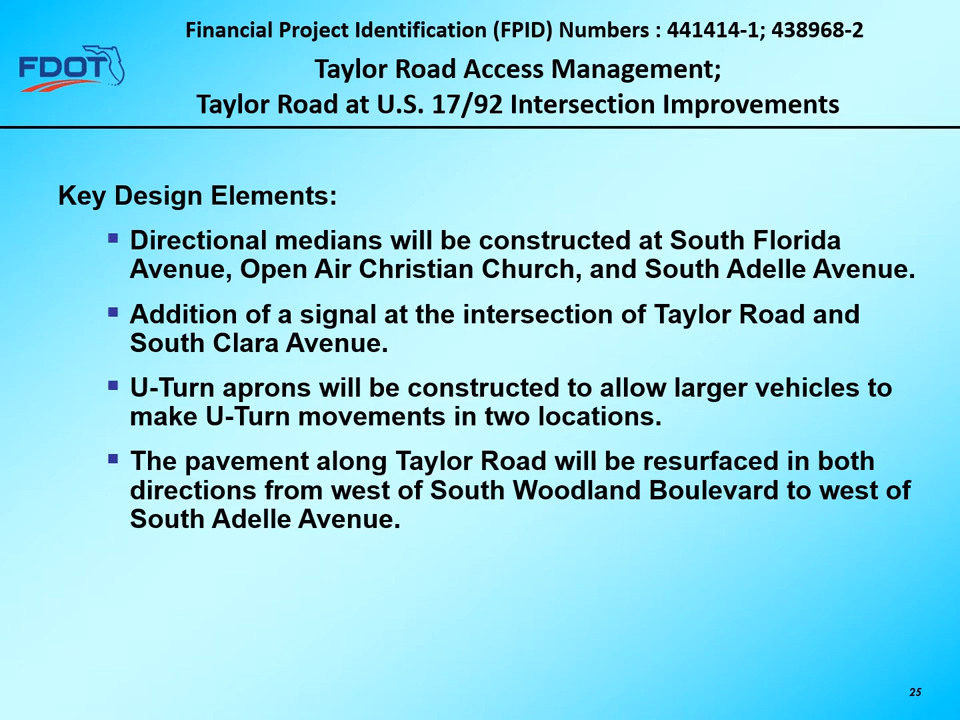 Financial Project Identification (FPID) Numbers : 441414-1; 438968-2
FDOT
Taylor Road Access Management;
Taylor Road at U.S. 17/92 Intersection Improvements
Key Design Elements:
▪ Directional medians will be constructed at South Florida
Avenue, Open Air Christian Church, and South Adelle Avenue.
▪ Addition of a signal at the intersection of Taylor Road and
South Clara Avenue.
▪ U-Turn aprons will be constructed to allow larger vehicles to
make U-Turn movements in two locations.
▪ The pavement along Taylor Road will be resurfaced in both
directions from west of South Woodland Boulevard to west of
South Adelle Avenue.
25